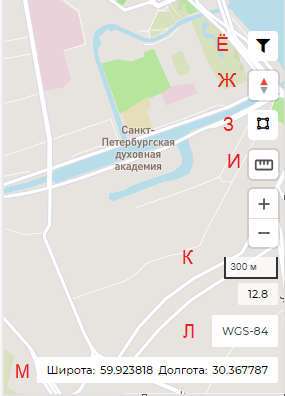 Ё
Ж
З
Санкт-
Петербургская
духовная
академия
И
+
−
К
300 м
12.8
Л
WGS-84
М
Широта: 59.923818 Долгота: 30.367787